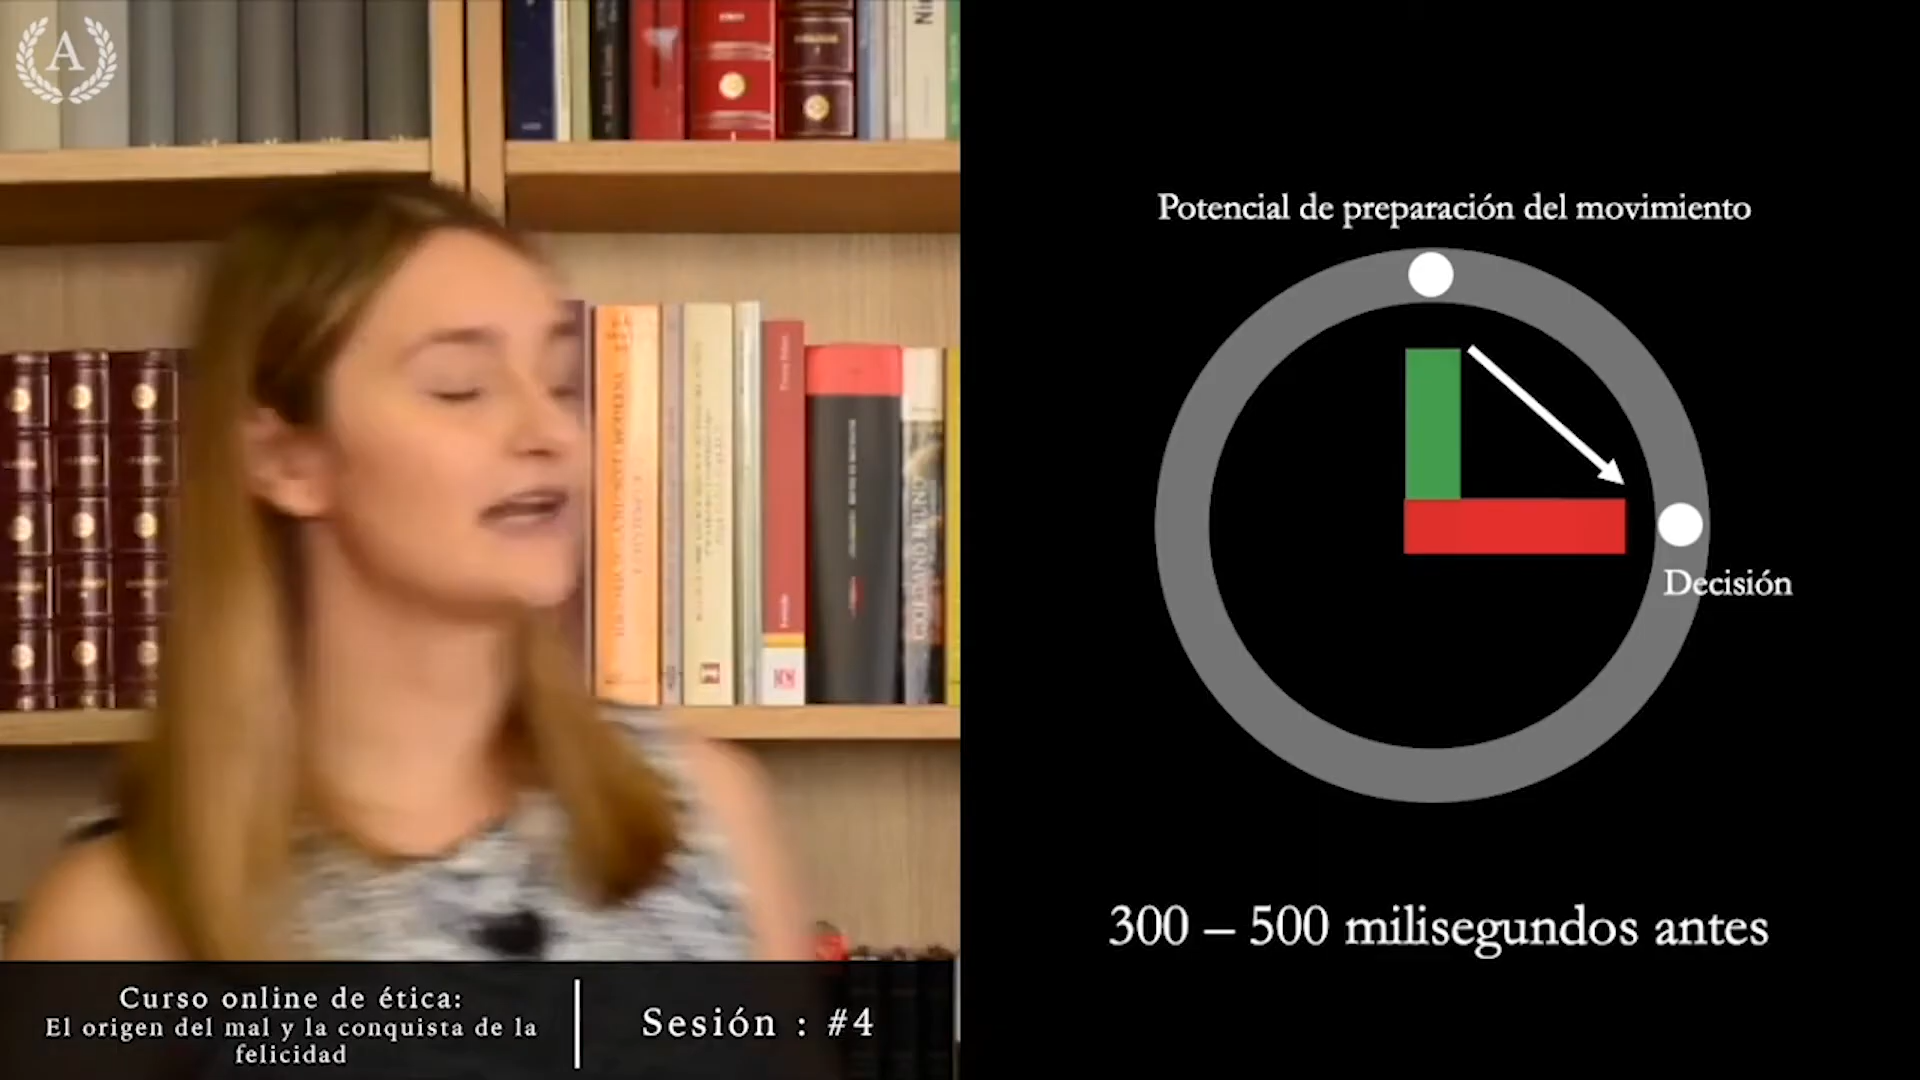 A
Nic
Potencial de preparación del movimiento
Decisión
300 – 500 milisegundos antes
Curso online de ética:
El origen del mal y la conquista de la
felicidad
Sesión : #4